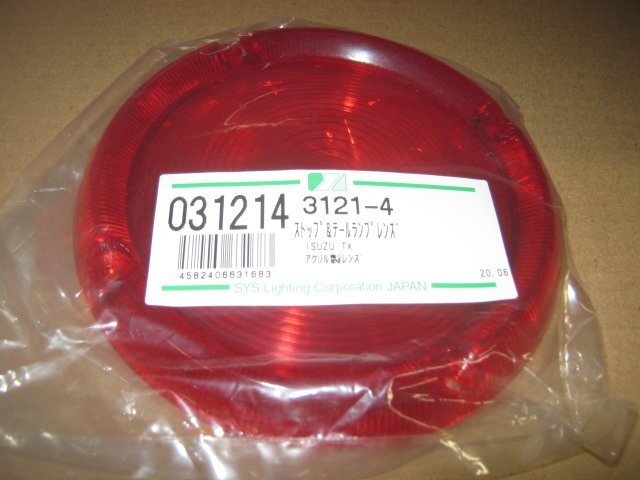 031214 3121-4
ｽﾄｯﾌﾟ&ﾃｰﾙﾗﾝﾌﾟﾚﾝｽﾞ
ISUZU TX
ｱｸﾘﾙ製ﾚﾝｽﾞ
4582406631683
20.06
SYS Lighting Corporation JAPAN